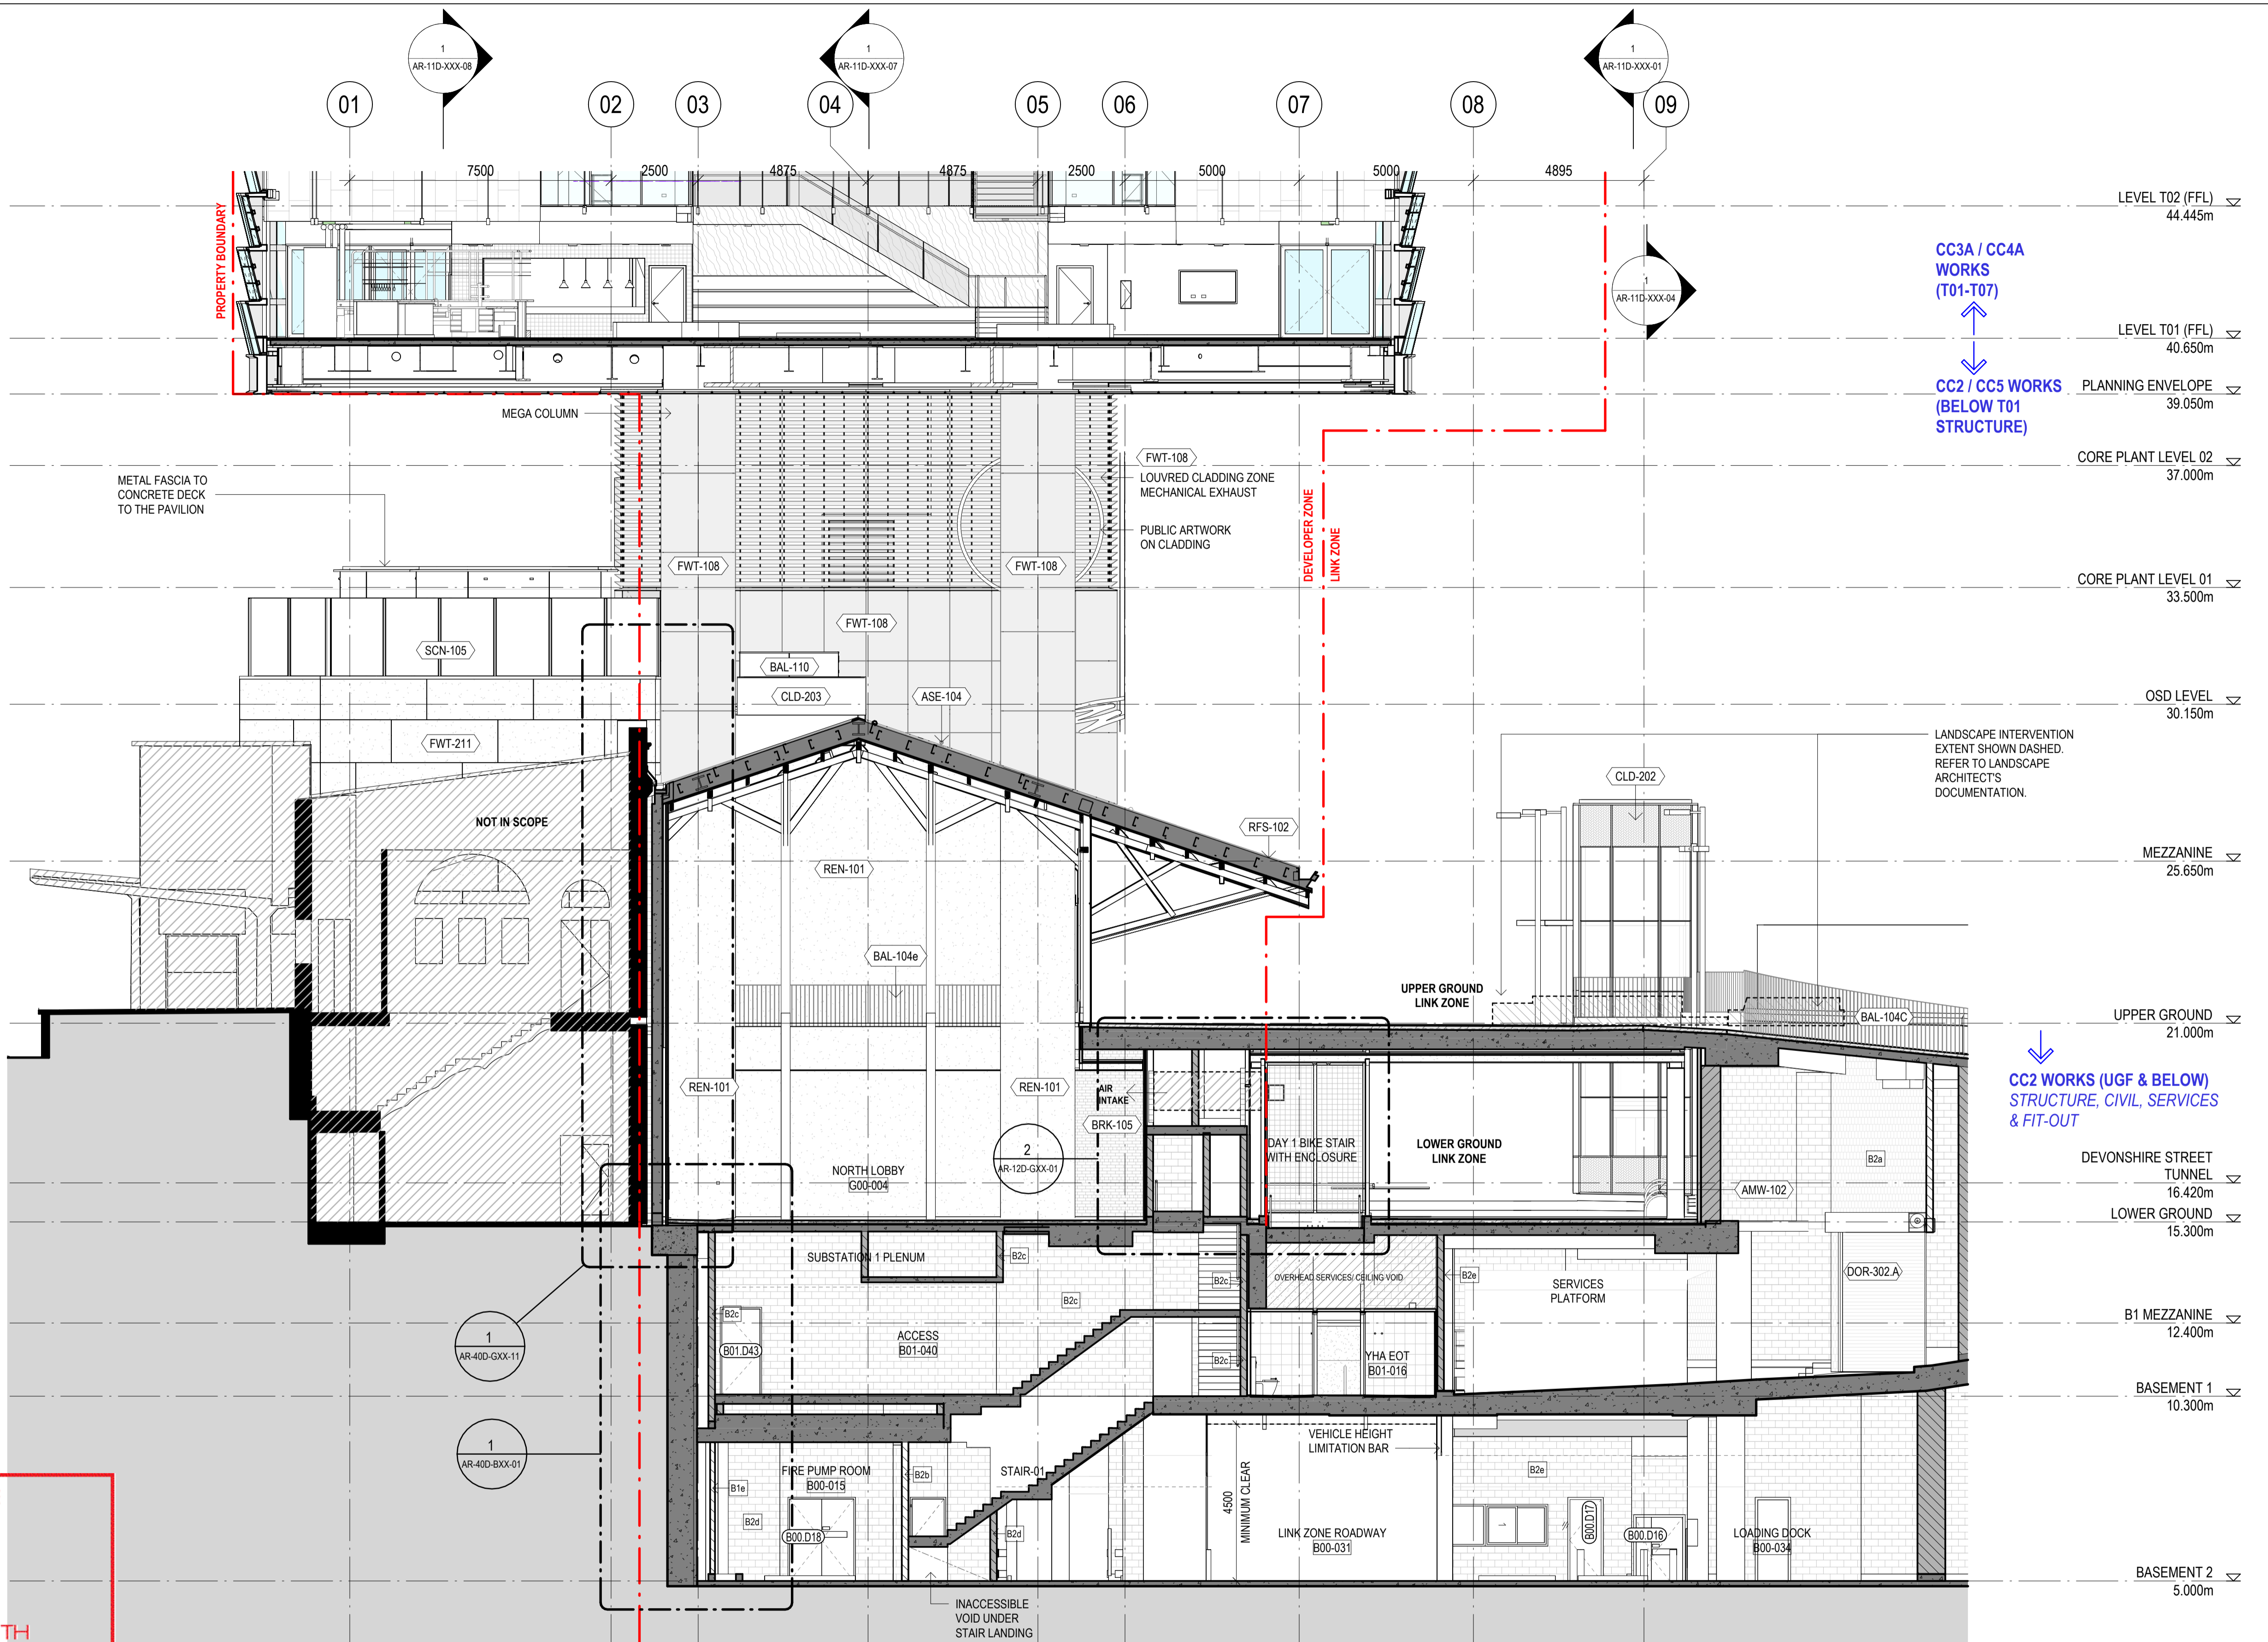 1
AR-11D-XXX-08
1
AR-11D-XXX-07
1
AR-11D-XXX-01
01
02
03
04
05
06
07
08
09
7500
2500
4875
4875
2500
5000
5000
4895
PROPERTY BOUNDARY
LEVEL T02 (FFL)
44.445m
CC3A / CC4A
WORKS
(T01-T07)
1
AR-11D-XXX-04
LEVEL T01 (FFL)
40.650m
CC2 / CC5 WORKS
(BELOW T01
STRUCTURE)
PLANNING ENVELOPE
39.050m
MEGA COLUMN
FWT-108
LOUVRED CLADDING ZONE
MECHANICAL EXHAUST
CORE PLANT LEVEL 02
37.000m
METAL FASCIA TO
CONCRETE DECK
TO THE PAVILION
PUBLIC ARTWORK
ON CLADDING
DEVELOPER ZONE
LINK ZONE
FWT-108
FWT-108
CORE PLANT LEVEL 01
33.500m
FWT-108
SCN-105
BAL-110
CLD-203
ASE-104
OSD LEVEL
30.150m
FWT-211
LANDSCAPE INTERVENTION
EXTENT SHOWN DASHED.
REFER TO LANDSCAPE
ARCHITECT'S
DOCUMENTATION.
CLD-202
NOT IN SCOPE
RFS-102
REN-101
MEZZANINE
25.650m
BAL-104e
UPPER GROUND
LINK ZONE
BAL-104C
UPPER GROUND
21.000m
CC2 WORKS (UGF & BELOW)
STRUCTURE, CIVIL, SERVICES
& FIT-OUT
REN-101
REN-101
AIR
INTAKE
BRK-105
2
AR-12D-GXX-01
DAY 1 BIKE STAIR
WITH ENCLOSURE
LOWER GROUND
LINK ZONE
B2a
NORTH LOBBY
G00-004
AMW-102
DEVONSHIRE STREET
TUNNEL
16.420m
LOWER GROUND
15.300m
SUBSTATION 1 PLENUM
B2c
B2c
OVERHEAD SERVICES/ CEILING VOID
B2e
SERVICES
PLATFORM
DOR-302.A
B2c
B2c
1
AR-40D-GXX-11
B01.D43
ACCESS
B01-040
B2c
YHA EOT
B01-016
B1 MEZZANINE
12.400m
BASEMENT 1
10.300m
1
AR-40D-BXX-01
VEHICLE HEIGHT
LIMITATION BAR
FIRE PUMP ROOM
B00-015
B1e
B2b
STAIR-01
B2e
4500
MINIMUM CLEAR
B2d
B00.D18
B2d
LINK ZONE ROADWAY
B00-031
B00.D17
B00.D16
LOADING DOCK
B00-034
BASEMENT 2
5.000m
INACCESSIBLE
VOID UNDER
STAIR LANDING
TH